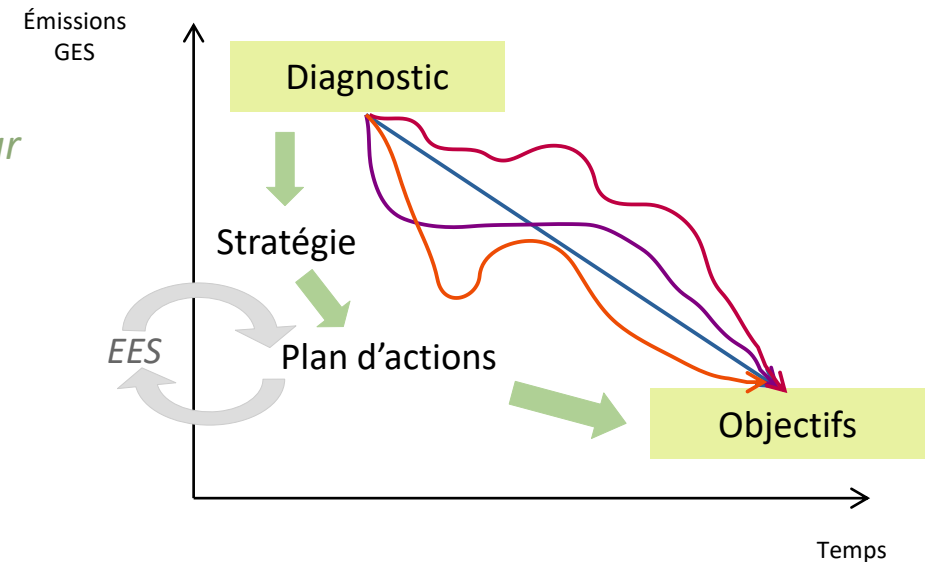 Émissions
GES
Diagnostic
Stratégie
EES
Plan d’actions
Objectifs
Temps